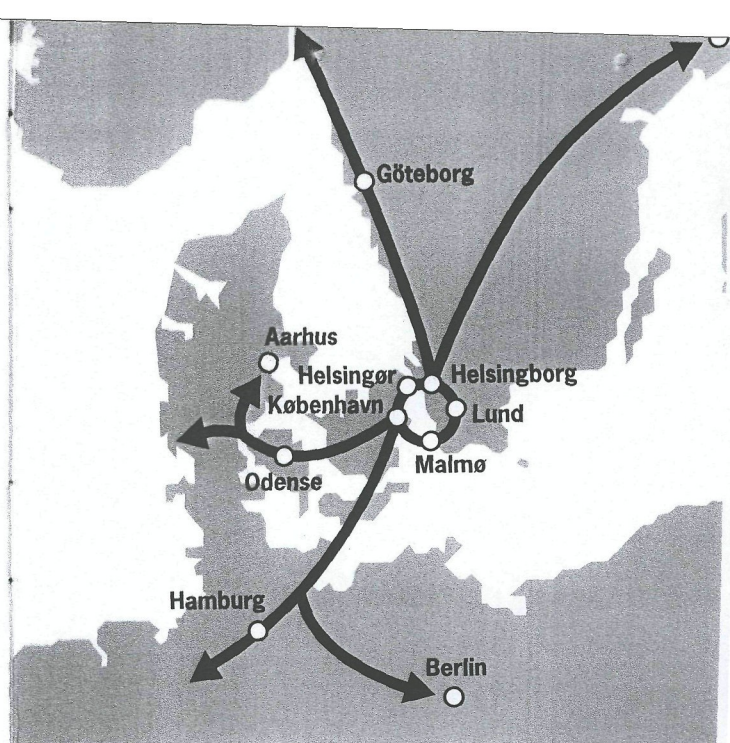 Göteborg
Aarhus
Helsingør
Helsingborg
København
Lund
Malmø
Odense
Hamburg
Berlin